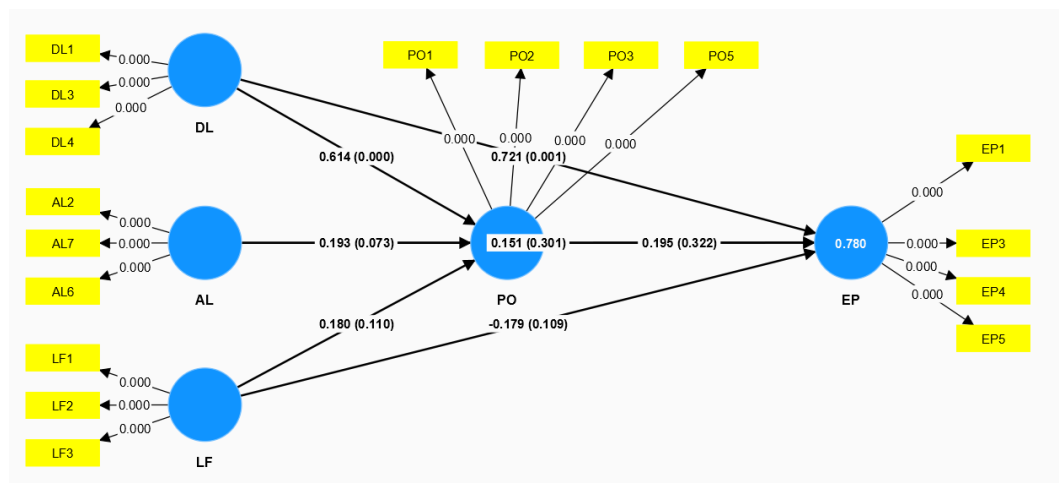 DL1
0.000
DL3
0.000
DL4
0.000
DL
PO1
PO2
PO3
PO5
0.000
0.000
0.000
0.000
0.614 (0.000)
0.721 (0.001)
EP1
0.000
AL2
0.000
AL7
0.000
AL6
0.000
AL
0.193 (0.073)
0.151 (0.301)
PO
0.195 (0.322)
0.780
EP
0.000
EP3
0.000
EP4
0.000
EP5
0.180 (0.110)
-0.179 (0.109)
LF1
0.000
LF2
0.000
LF3
0.000
LF